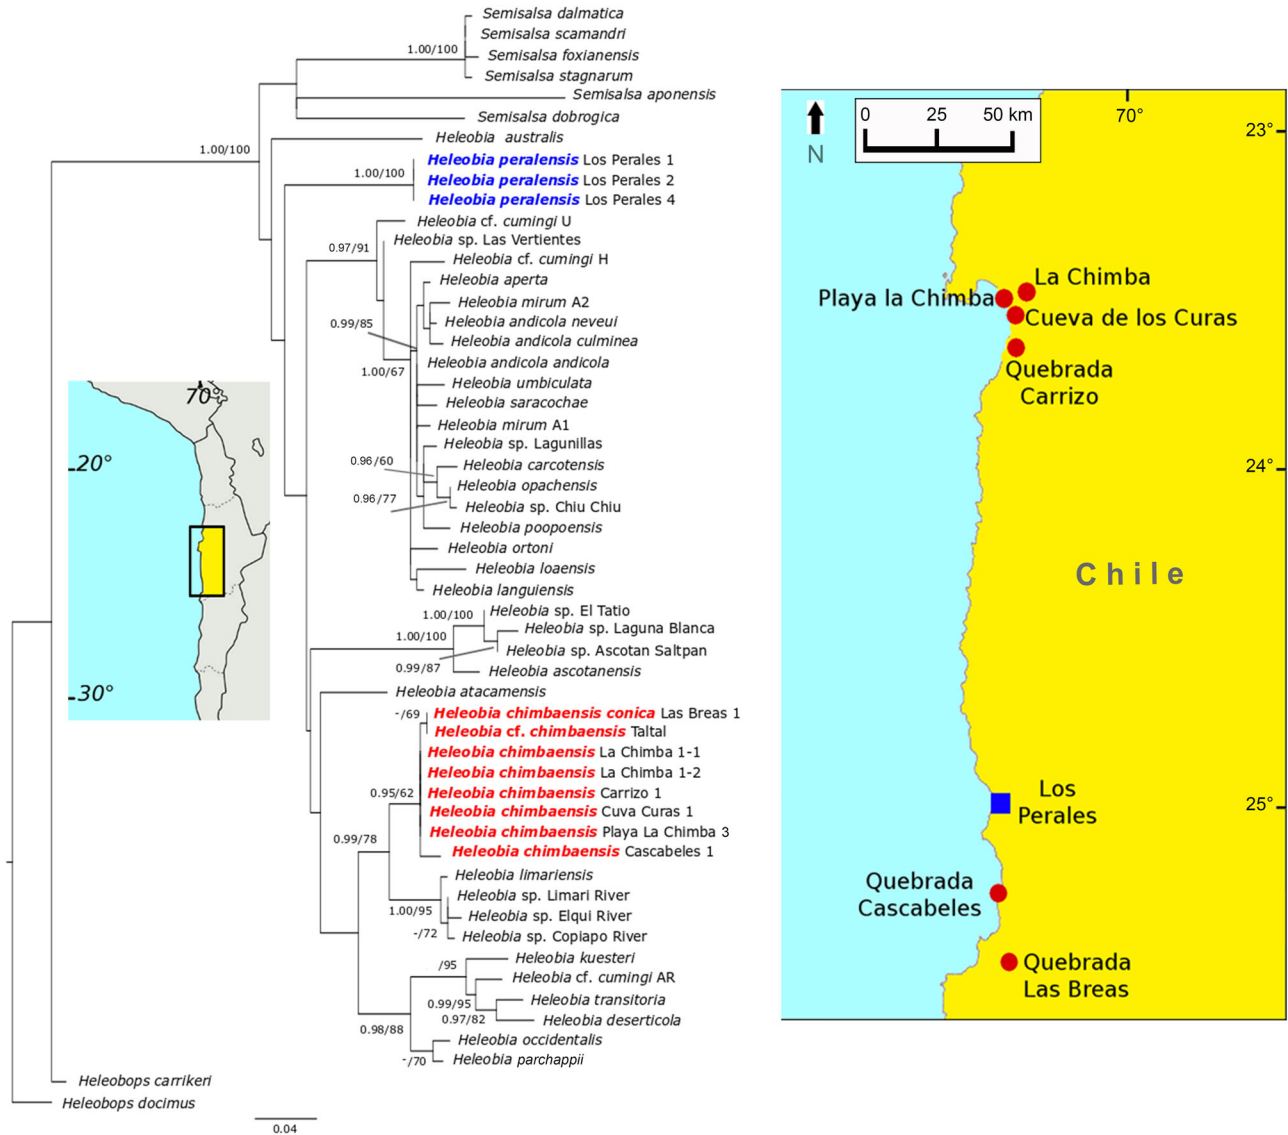 Semisalsa dalmatica
Semisalsa scamandri
1.00/100
Semisalsa foxianensis
Semisalsa stagnarum
Semisalsa aponensis
Semisalsa dobrogica
1.00/100
Heleobia australis
Heleobia peralensis Los Perales 1
1.00/100
Heleobia peralensis Los Perales 2
Heleobia peralensis Los Perales 4
Heleobia cf. cumingi U
0.97/91
Heleobia sp. Las Vertientes
Heleobia cf. cumingi H
Heleobia aperta
Heleobia mirum A2
0.99/85
Heleobia andicola neveui
Heleobia andicola culminea
Heleobia andicola andicola
1.00/67
Heleobia umbiculata
Heleobia saracochae
Heleobia mirum A1
Heleobia sp. Lagunillas
0.96/60
Heleobia carcotensis
Heleobia opachensis
0.96/77
Heleobia sp. Chiu Chiu
Heleobia poopoensis
Heleobia ortoni
Heleobia loaensis
Heleobia languiensis
Heleobia sp. El Tatio
1.00/100
Heleobia sp. Laguna Blanca
1.00/100
Heleobia sp. Ascotan Saltpan
0.99/87
Heleobia ascotanensis
Heleobia atacamensis
-/69
Heleobia chimbaensis conica Las Breas 1
Heleobia cf. chimbaensis Taltal
Heleobia chimbaensis La Chimba 1-1
Heleobia chimbaensis La Chimba 1-2
0.95/62
Heleobia chimbaensis Carrizo 1
Heleobia chimbaensis Cuva Curas 1
Heleobia chimbaensis Playa La Chimba 3
0.99/78
Heleobia chimbaensis Cascabeles 1
Heleobia limariensis
Heleobia sp. Limari River
1.00/95
Heleobia sp. Elqui River
-/72
Heleobia sp. Copiapo River
Heleobia kuesteri
/95
Heleobia cf. cumingi AR
0.99/95
Heleobia transitoria
0.97/82
Heleobia deserticola
0.98/88
Heleobia occidentalis
-/70
Heleobia parchappii
Heleobops carrikeri
Heleobops docimus
0.04
70
20°
30°
N
0 25 50 km
70°
23°
La Chimba
Playa la Chimba
Cueva de los Curas
Quebrada
Carrizo
24°
Chile
Los
Perales
25°
Quebrada
Cascabeles
Quebrada
Las Breas